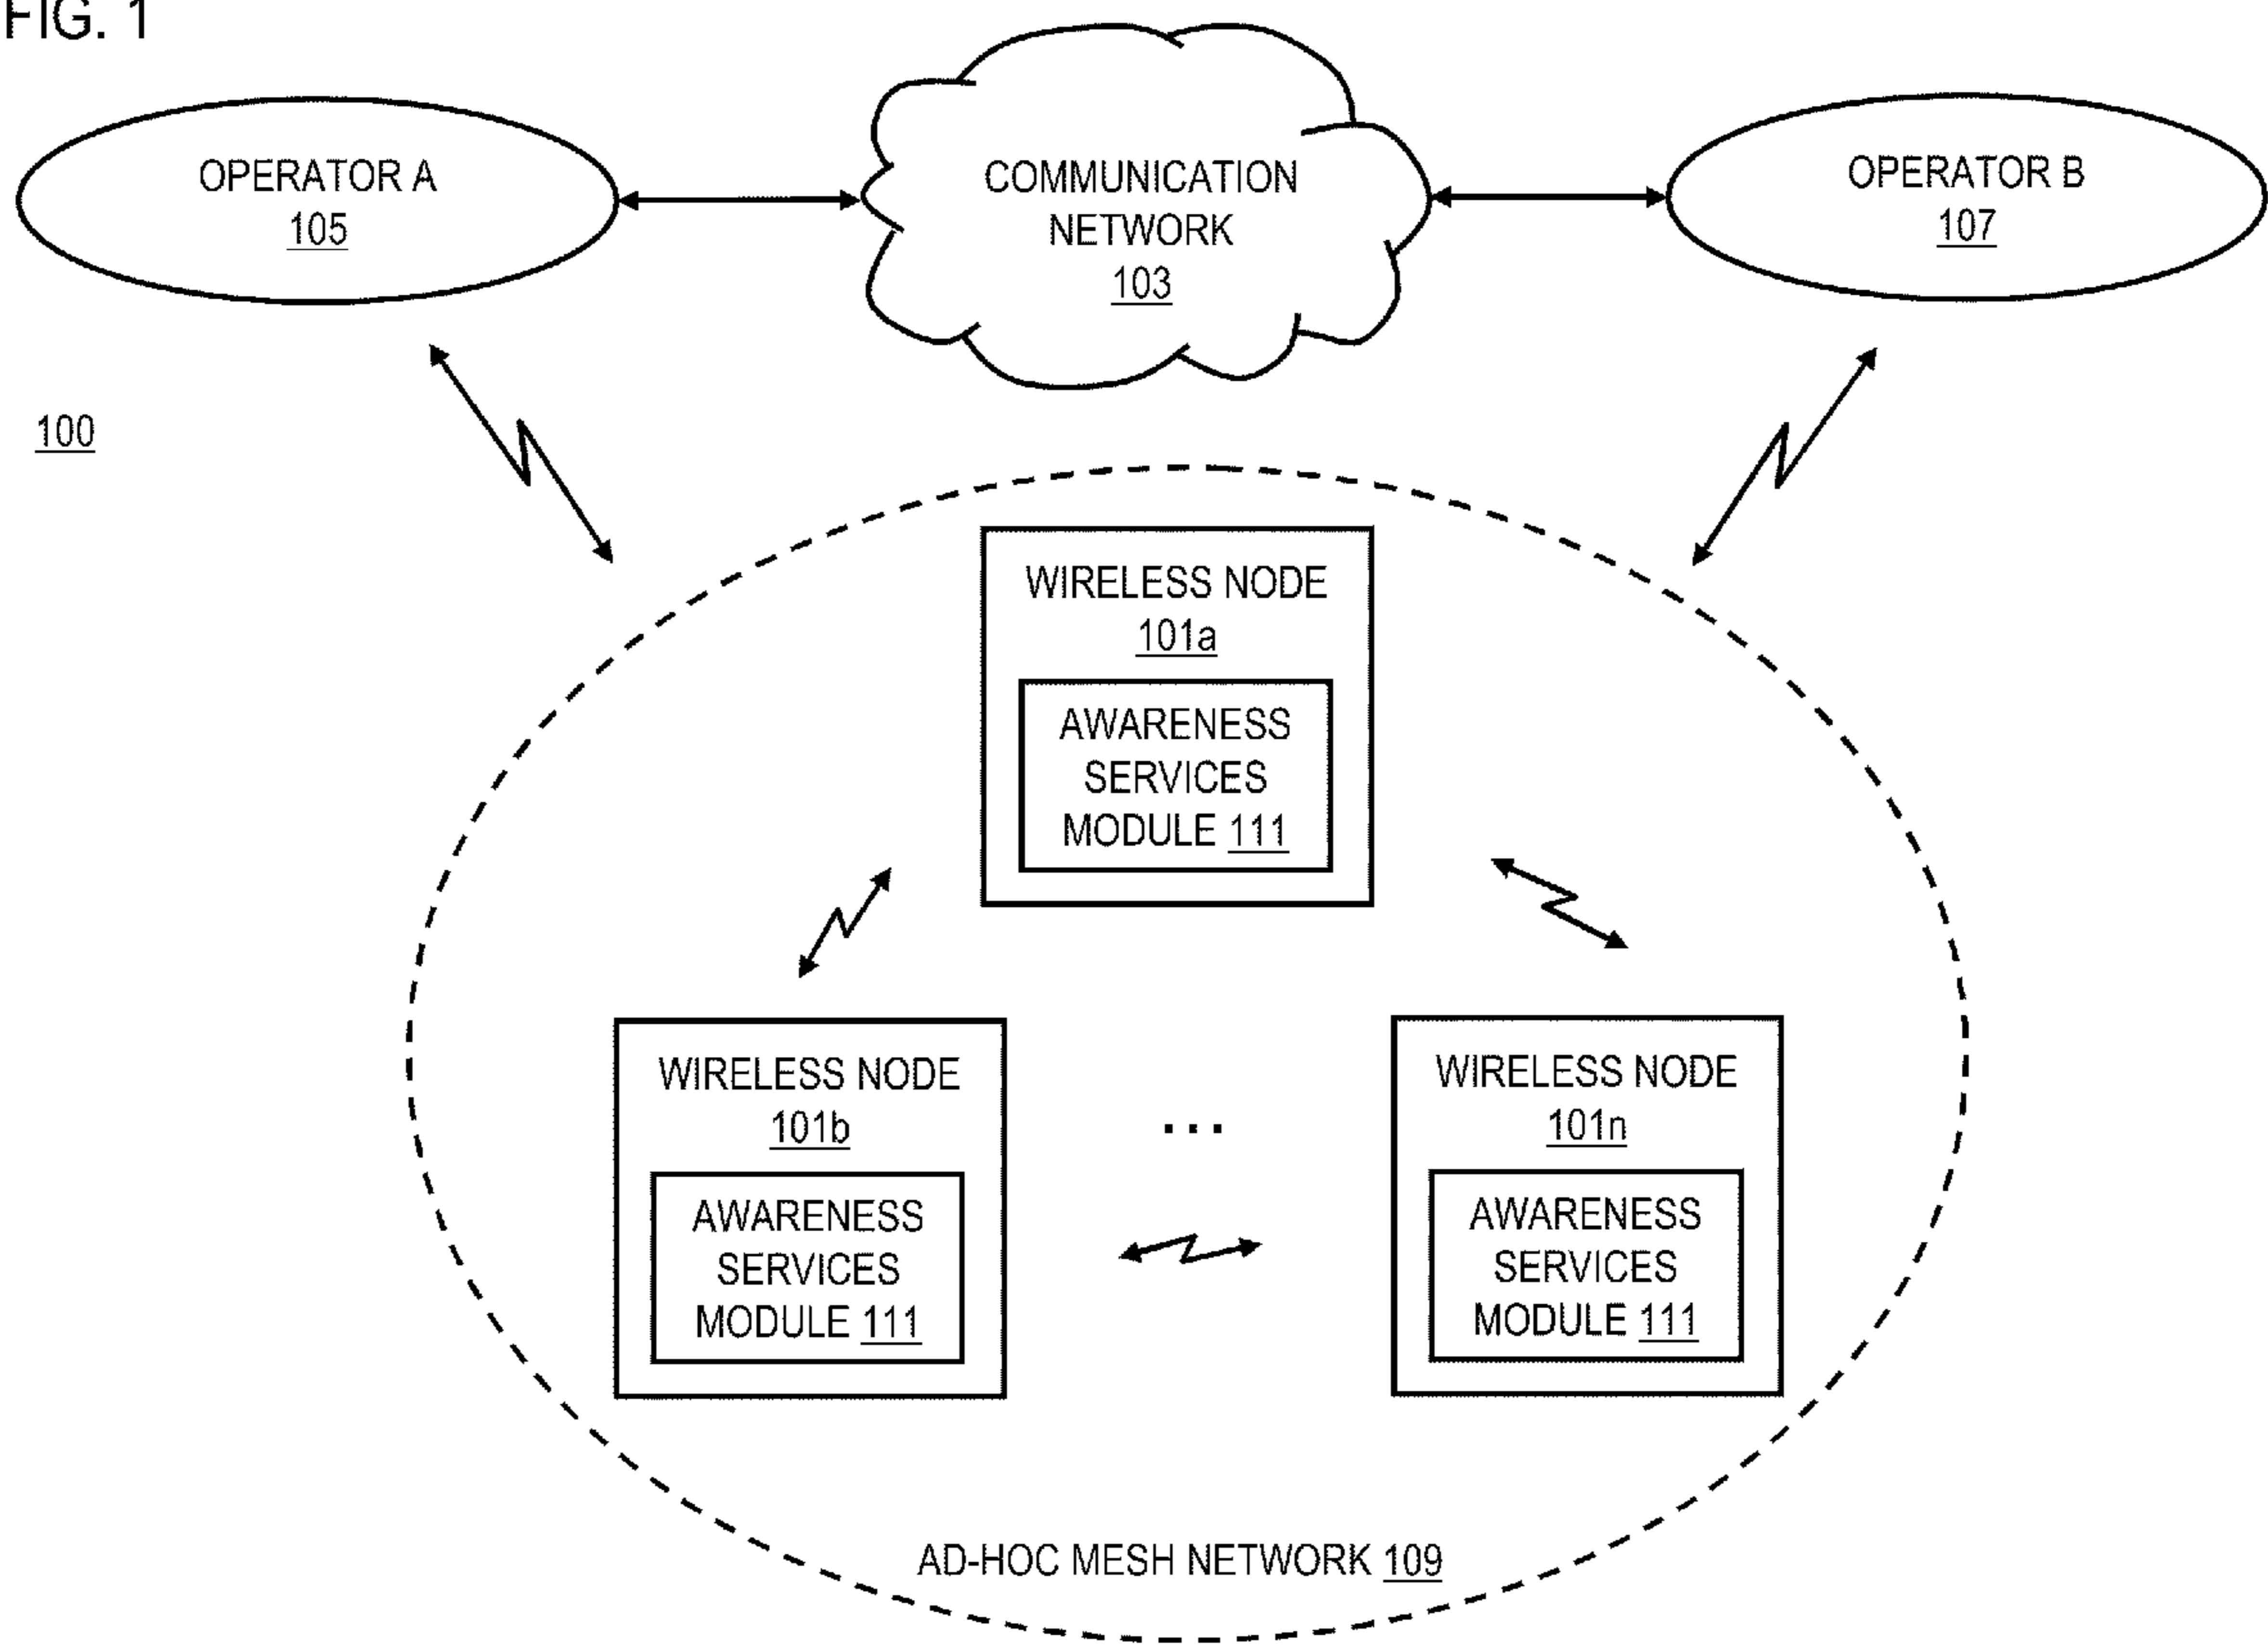 FIG. 1
OPERATOR A
105
COMMUNICATION
NETWORK
103
OPERATOR B
107
100
WIRELESS NODE
101a
AWARENESS
SERVICES
MODULE 111
WIRELESS NODE
101b
AWARENESS
SERVICES
MODULE 111
...
WIRELESS NODE
101n
AWARENESS
SERVICES
MODULE 111
AD-HOC MESH NETWORK 109